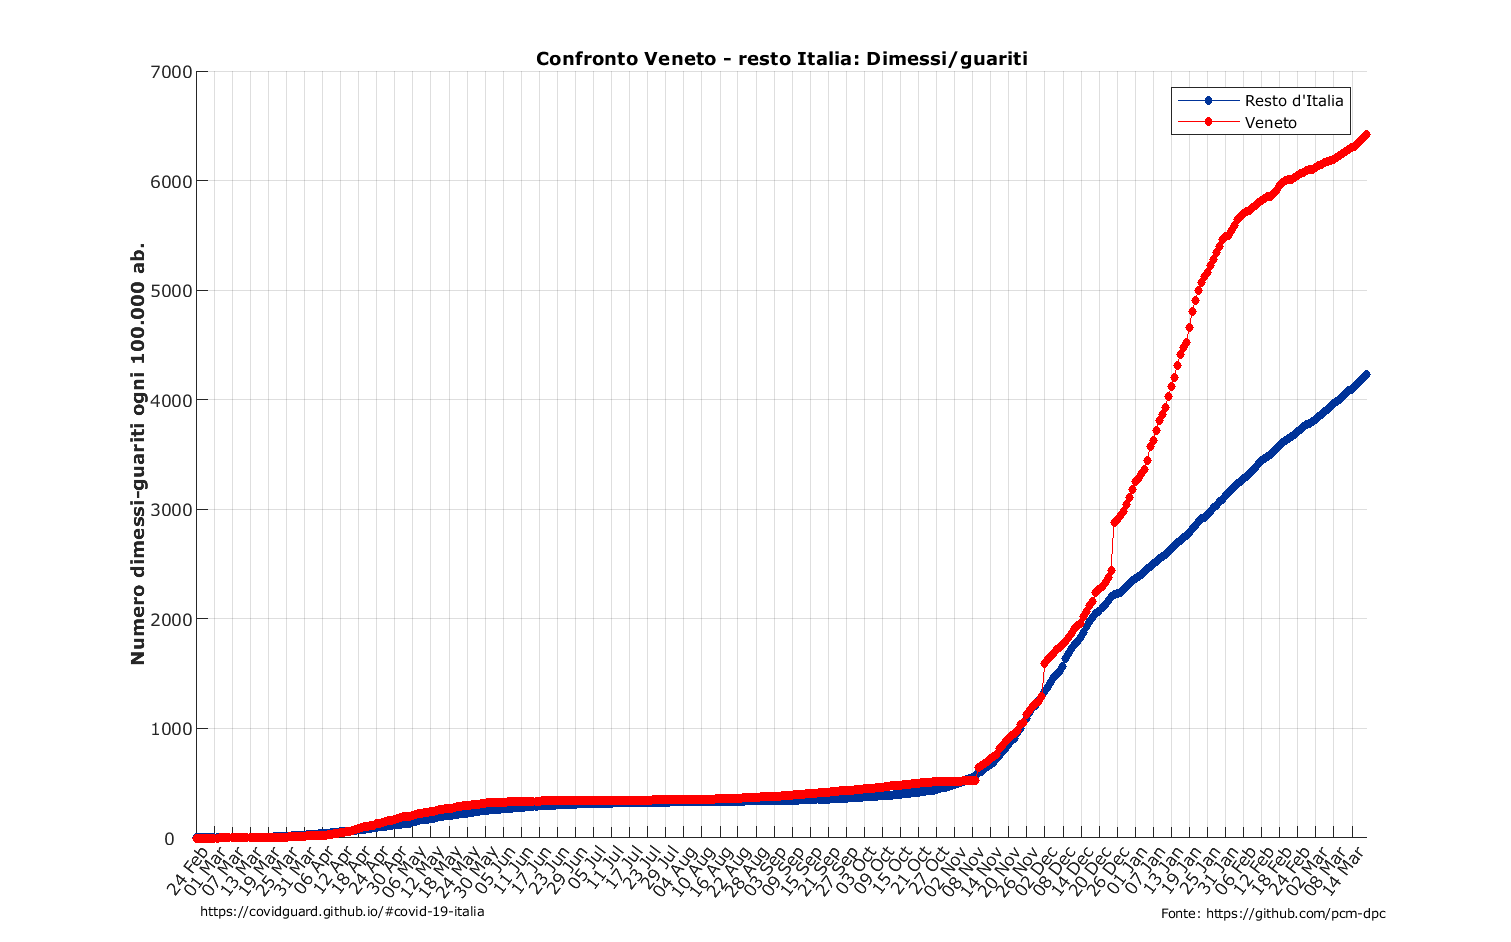 Confronto Veneto - resto Italia: Dimessi/guariti
Resto d'Italia
Veneto
Numero dimessi-guariti ogni 100.000 ab.
7000
6000
5000
4000
3000
2000
1000
0
24 Feb
01 Mar
07 Mar
13 Mar
19 Mar
25 Mar
31 Mar
06 Apr
12 Apr
18 Apr
24 Apr
30 Apr
06 May
12 May
18 May
24 May
30 May
05 Jun
11 Jun
17 Jun
23 Jun
29 Jun
05 Jul
11 Jul
17 Jul
23 Jul
29 Jul
04 Aug
10 Aug
16 Aug
22 Aug
28 Aug
03 Sep
09 Sep
15 Sep
21 Sep
27 Sep
03 Oct
09 Oct
15 Oct
21 Oct
27 Oct
02 Nov
08 Nov
14 Nov
20 Nov
26 Nov
02 Dec
08 Dec
14 Dec
20 Dec
26 Dec
01 Jan
07 Jan
13 Jan
19 Jan
25 Jan
31 Jan
06 Feb
12 Feb
18 Feb
24 Feb
02 Mar
08 Mar
14 Mar
https://covidguard.github.io/#covid-19-italia
Fonte: https://github.com/pcm-dpc